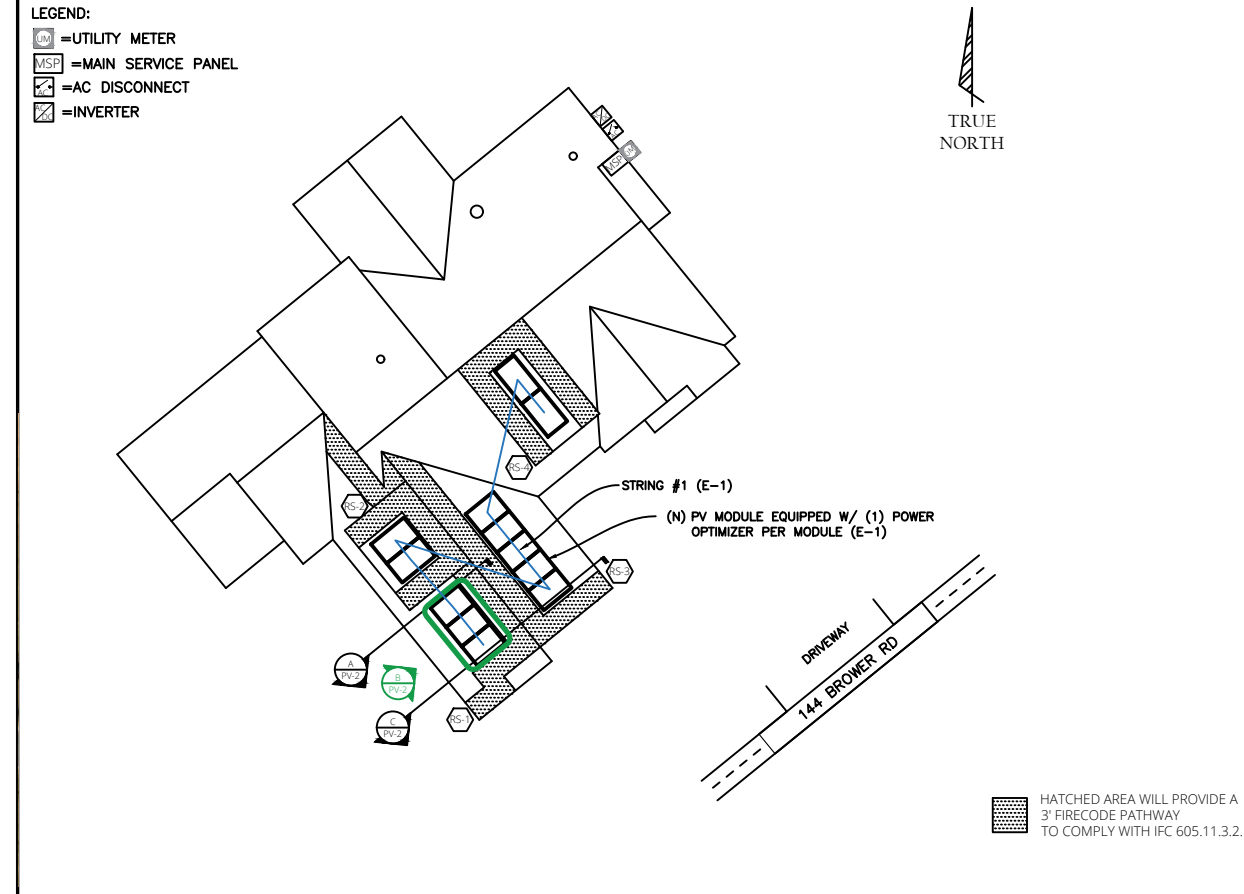 LEGEND:
UM =UTILITY METER
MSP =MAIN SERVICE PANEL
AC =AC DISCONNECT
AC DC =INVERTER
TRUE
NORTH
MSP UM
RS-4
STRING #1 (E-1)
(N) PV MODULE EQUIPPED W/ (1) POWER
OPTIMIZER PER MODULE (E-1)
RS-2
RS-3
A
PV-2
B
PV-2
C
PV-2
RS-1
DRIVEWAY
144 BROWER RD
HATCHED AREA WILL PROVIDE A
3' FIRECODE PATHWAY
TO COMPLY WITH IFC 605.11.3.2.